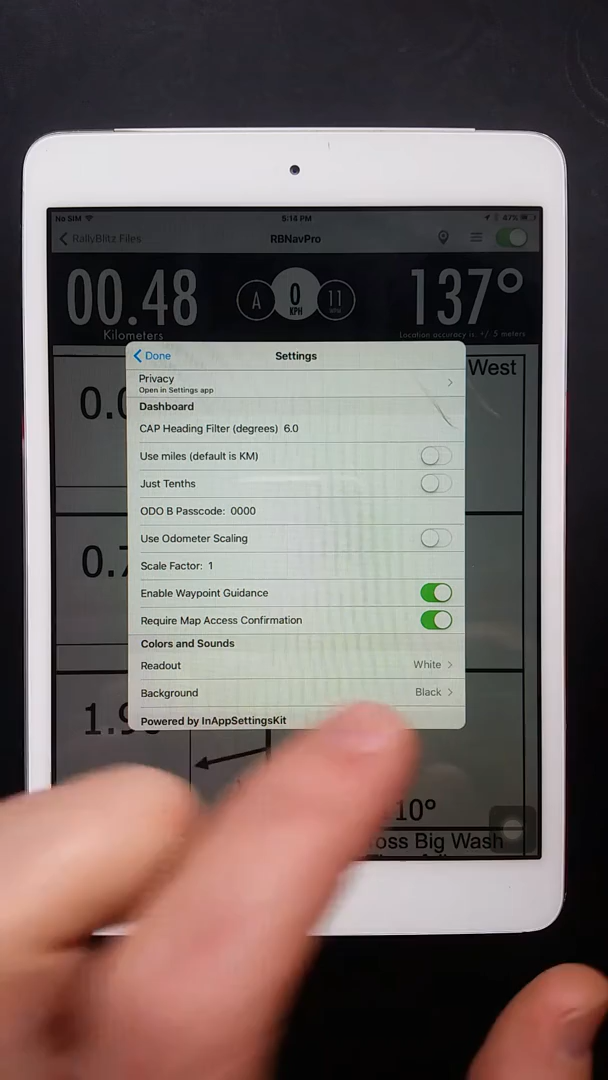 No SIM 5:14 PM 47%
RallyBlitz Files RBNavPro
00.48 A 0 KPH 11 MPH 137°
Kilometers Location accuracy is: +/- 5 meters
West
Done Settings
Privacy
Open in Settings app
Dashboard
CAP Heading Filter (degrees) 6.0
Use miles (default is KM)
Just Tenths
ODO B Passcode: 0000
Use Odometer Scaling
Scale Factor: 1
Enable Waypoint Guidance
Require Map Access Confirmation
Colors and Sounds
Readout White
Background Black
Powered by InAppSettingsKit
0.7
10°
Big Wash